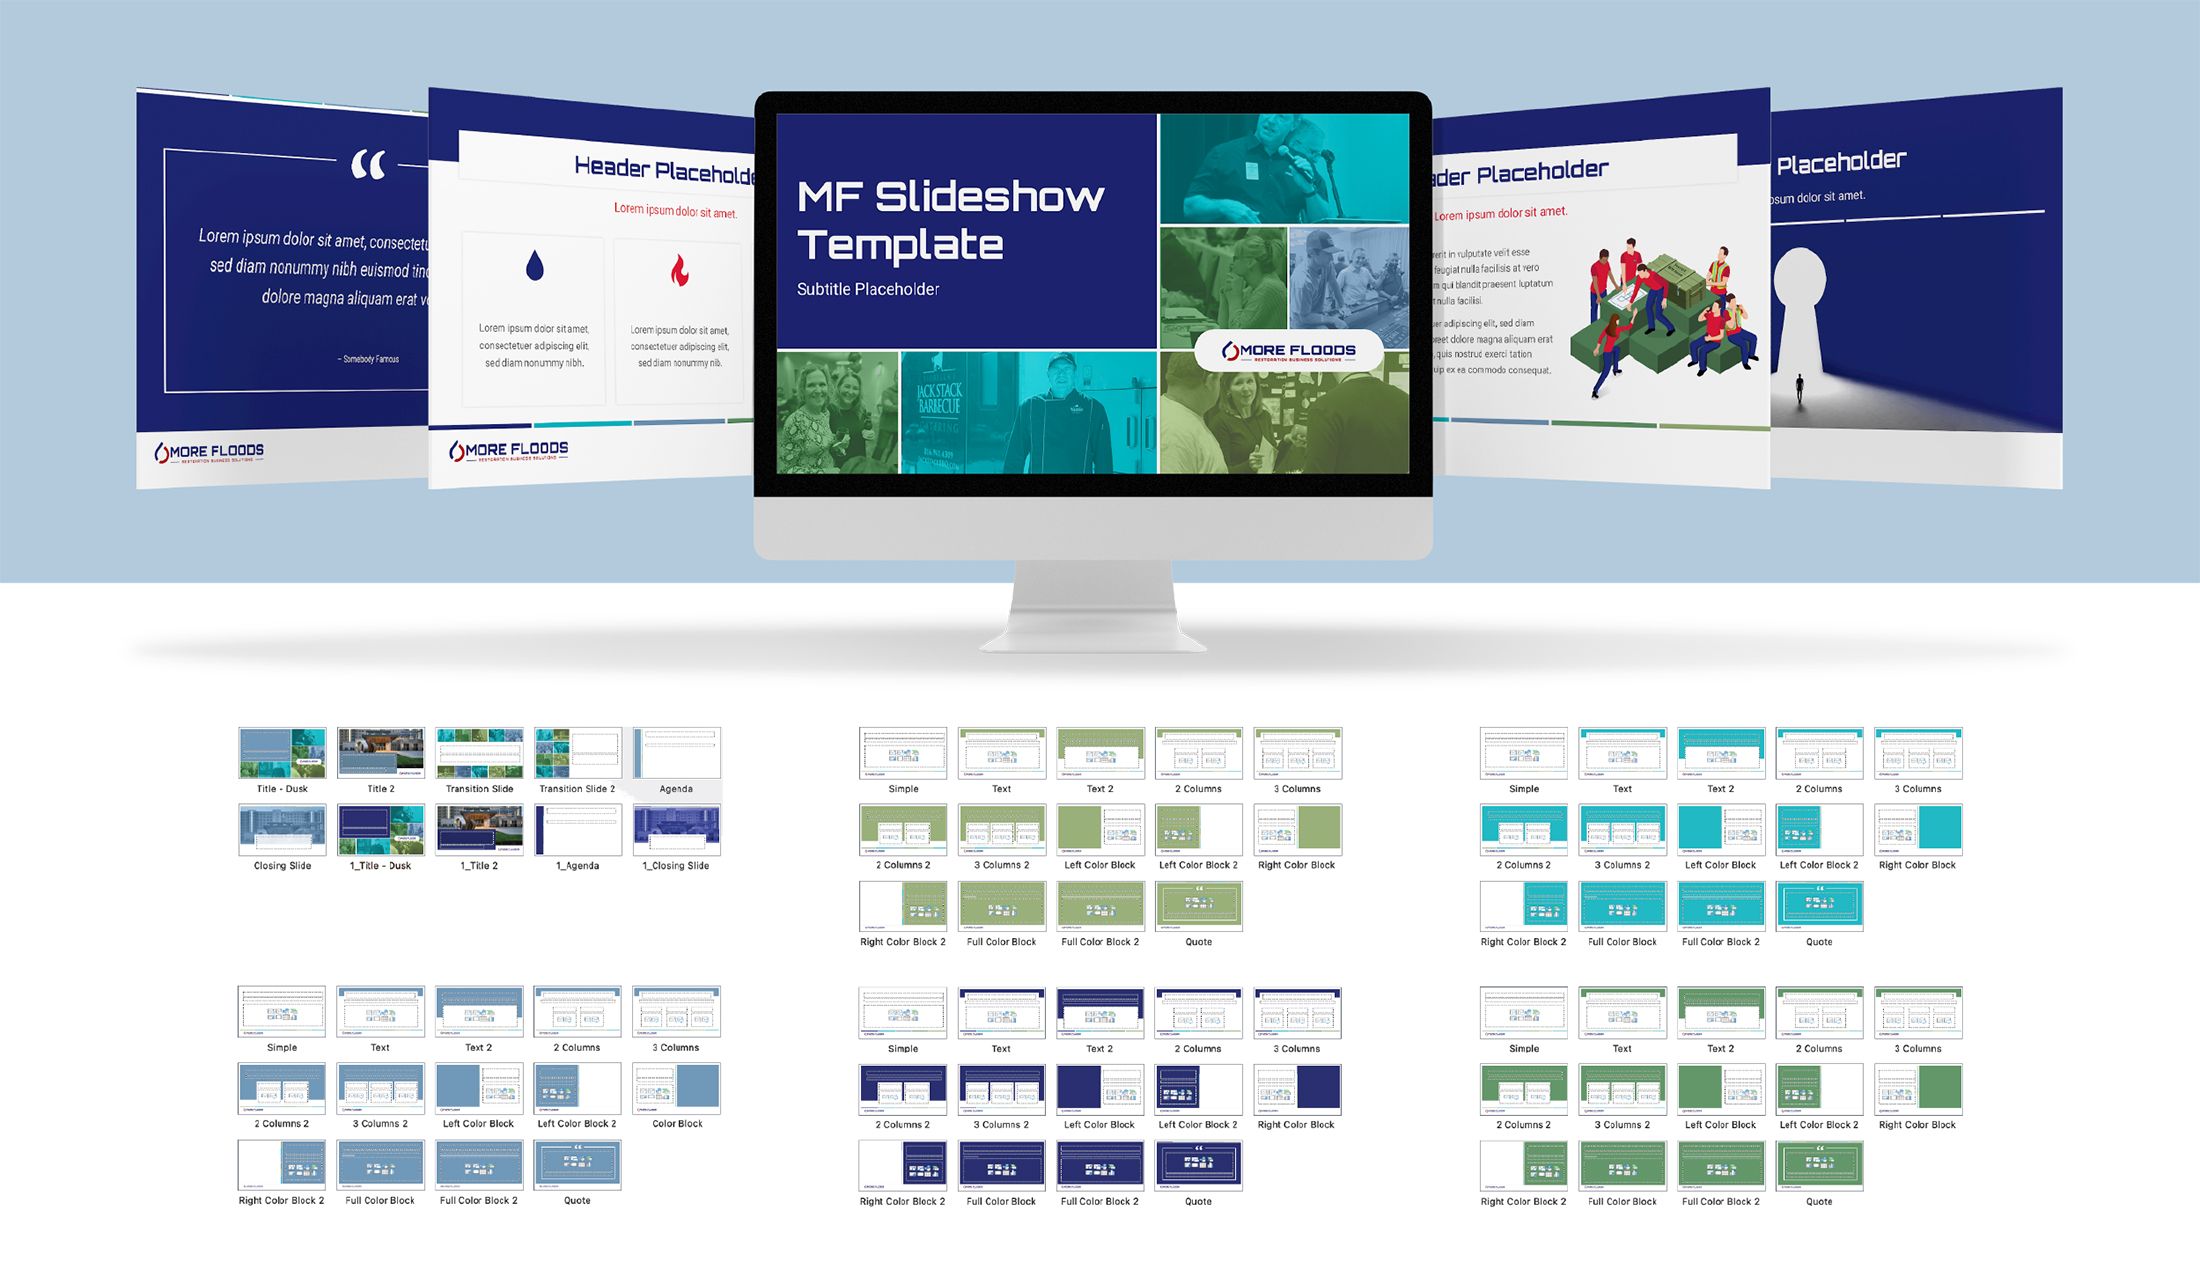 Lorem ipsum dolor sit amet, consectetu
sed diam nonummy nibh euismod tinc
dolore magna aliquam erat vo
– Somebody Famous
MORE FLOODS
RESTORATION BUSINESS SOLUTIONS
Header Placeholde
Lorem ipsum dolor sit amet.
Lorem ipsum dolor sit amet,
consectetuer adipiscing elit,
sed diam nonummy nibh.
Lorem ipsum dolor sit amet,
consectetuer adipiscing elit,
sed diam nonummy nib.
MORE FLOODS
RESTORATION BUSINESS SOLUTIONS
MF Slideshow
Template
Subtitle Placeholder
MORE FLOODS
RESTORATION BUSINESS SOLUTIONS
JACK STACK
BARBECUE
CATERING
ader Placeholder
Lorem ipsum dolor sit amet.
rerit in vulputate velit esse
feugiat nulla facilisis at vero
m qui blandit praesent luptatum
t nulla facilisi.
er adipiscing elit, sed diam
oreet dolore magna aliquam erat
, quis nostrud exerci tation
uip ex ea commodo consequat.
Placeholder
osum dolor sit amet.
Title - Dusk
Title 2
Transition Slide
Transition Slide 2
Agenda
Closing Slide
1_Title - Dusk
1_Title 2
1_Agenda
1_Closing Slide
Simple
Text
Text 2
2 Columns
3 Columns
2 Columns 2
3 Columns 2
Left Color Block
Left Color Block 2
Right Color Block
Right Color Block 2
Full Color Block
Full Color Block 2
Quote
Simple
Text
Text 2
2 Columns
3 Columns
2 Columns 2
3 Columns 2
Left Color Block
Left Color Block 2
Right Color Block
Right Color Block 2
Full Color Block
Full Color Block 2
Quote
Simple
Text
Text 2
2 Columns
3 Columns
2 Columns 2
3 Columns 2
Left Color Block
Left Color Block 2
Color Block
Right Color Block 2
Full Color Block
Full Color Block 2
Quote
Simple
Text
Text 2
2 Columns
3 Columns
2 Columns 2
3 Columns 2
Left Color Block
Left Color Block 2
Right Color Block
Right Color Block 2
Full Color Block
Full Color Block 2
Quote
Simple
Text
Text 2
2 Columns
3 Columns
2 Columns 2
3 Columns 2
Left Color Block
Left Color Block 2
Right Color Block
Right Color Block 2
Full Color Block
Full Color Block 2
Quote